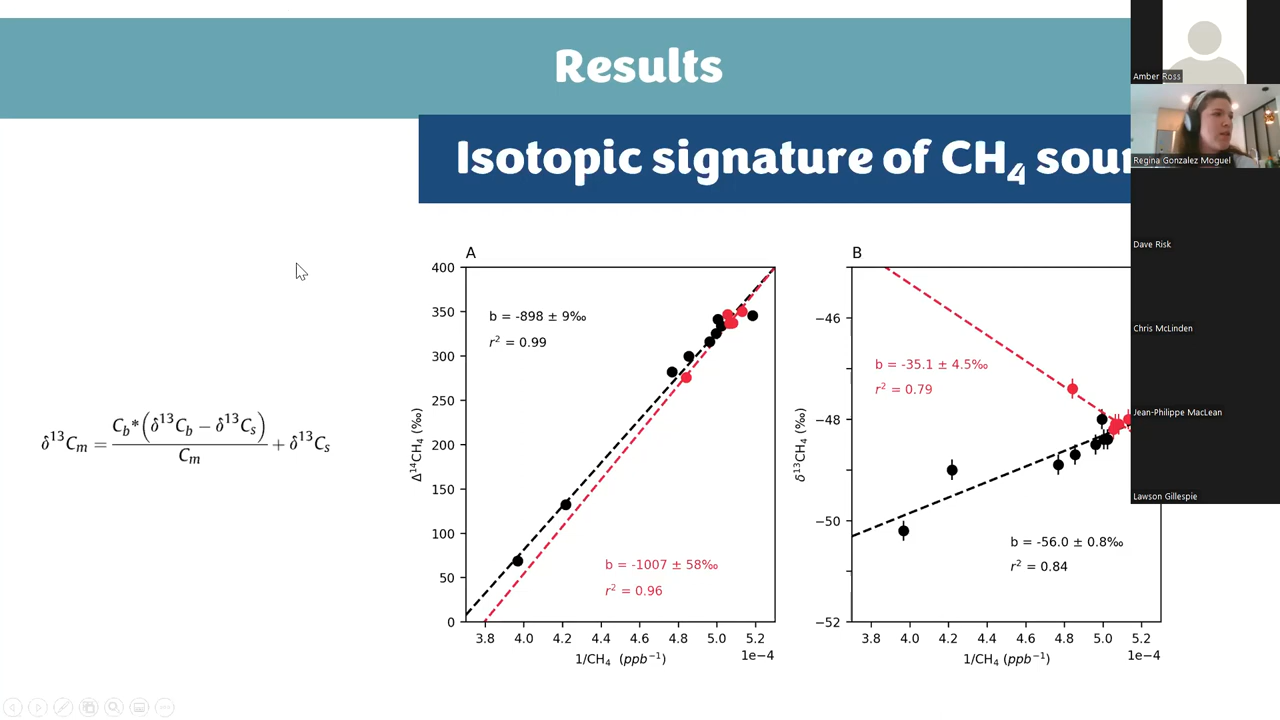 Results
Isotopic signature of CH₄ sour
Amber Ross
Regina Gonzalez Moguel
Dave Risk
Chris McLinden
Jean-Philippe MacLean
Lawson Gillespie
δ¹³Cₘ = C_b*(δ¹³C_b − δ¹³C_s) / Cₘ + δ¹³C_s
A
400
350
300
250
200
150
100
50
0
Δ¹⁴CH₄ (‰)
b = -898 ± 9‰
r² = 0.99
b = -1007 ± 58‰
r² = 0.96
3.8 4.0 4.2 4.4 4.6 4.8 5.0 5.2
1e−4
1/CH₄ (ppb⁻¹)
B
−46
−48
−50
−52
δ¹³CH₄ (‰)
b = -35.1 ± 4.5‰
r² = 0.79
b = -56.0 ± 0.8‰
r² = 0.84
3.8 4.0 4.2 4.4 4.6 4.8 5.0 5.2
1e−4
1/CH₄ (ppb⁻¹)